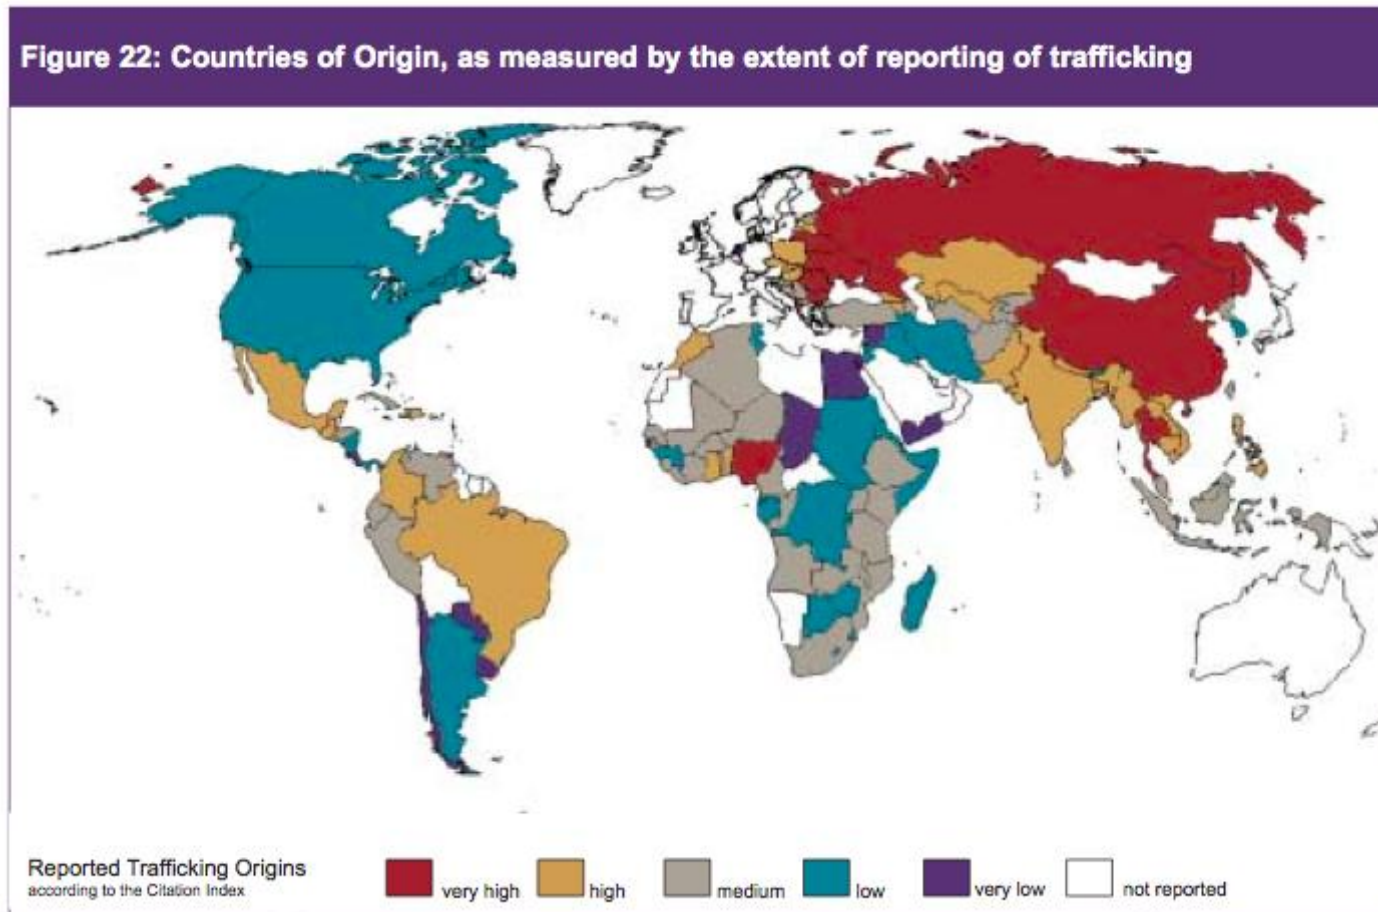 Figure 22: Countries of Origin, as measured by the extent of reporting of trafficking
Reported Trafficking Origins
according to the Citation Index
very high
high
medium
low
very low
not reported